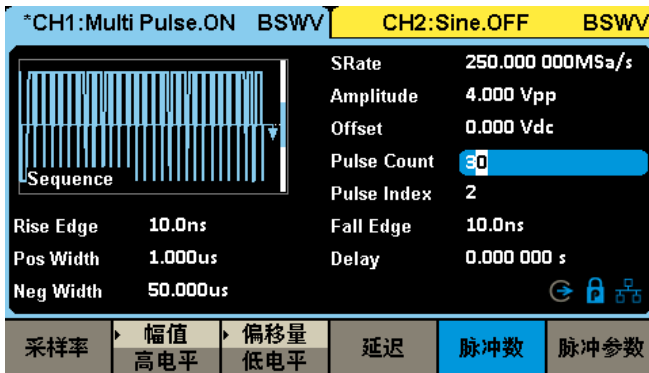 *CH1:Multi Pulse.ON BSWV CH2:Sine.OFF BSWV
Sequence
SRate 250.000 000MSa/s
Amplitude 4.000 Vpp
Offset 0.000 Vdc
Pulse Count 30
Pulse Index 2
Rise Edge 10.0ns Fall Edge 10.0ns
Pos Width 1.000us Delay 0.000 000 s
Neg Width 50.000us
P
采样率 幅值 偏移量 延迟 脉冲数 脉冲参数
高电平 低电平